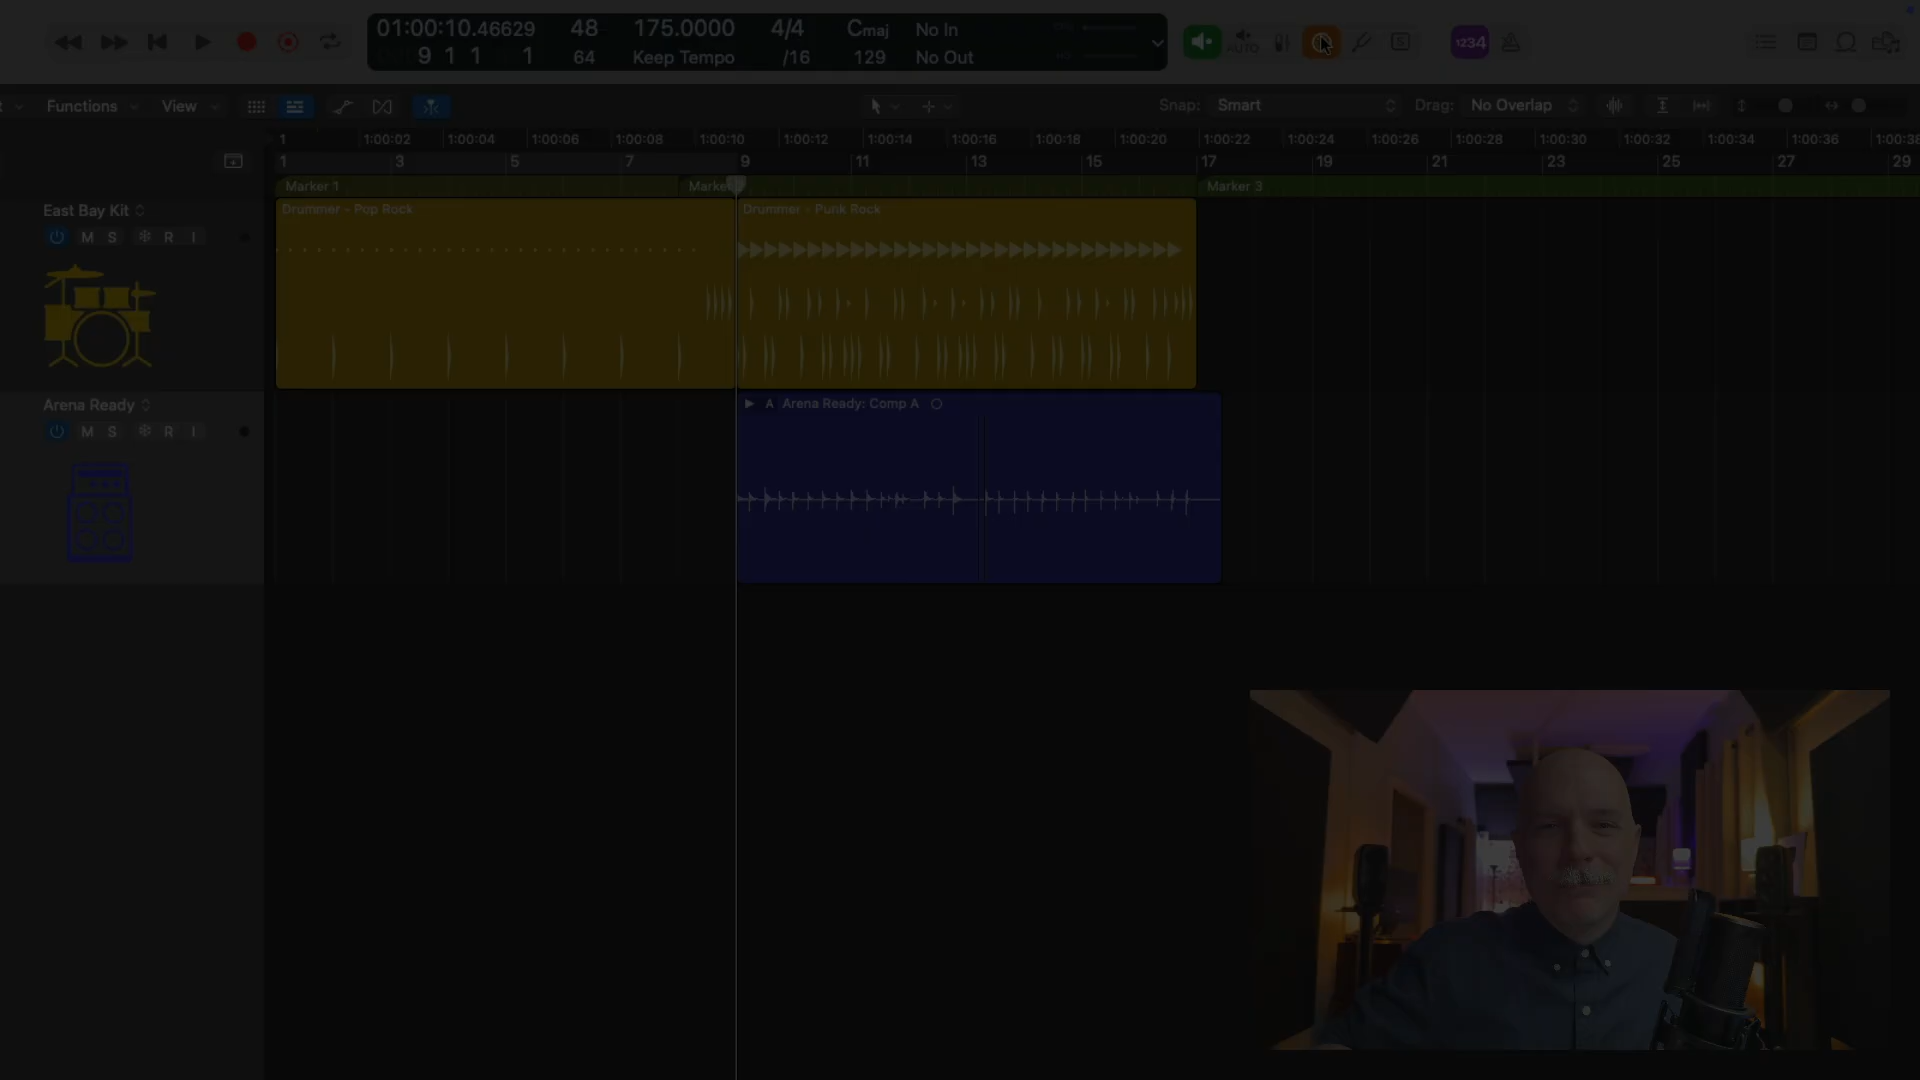 01:00:10.46629 48 175.0000 4/4 Cmaj No In
9 1 1 1 64 Keep Tempo /16 129 No Out
AUTO
S
1234
Functions View Snap: Smart Drag: No Overlap
1 1:00:02 1:00:04 1:00:06 1:00:08 1:00:10 1:00:12 1:00:14 1:00:16 1:00:18 1:00:20 1:00:22 1:00:24 1:00:26 1:00:28 1:00:30 1:00:32 1:00:34 1:00:36 1:00:38
1 3 5 7 9 11 13 15 17 19 21 23 25 27 29
Marker 1 Marker Marker 3
East Bay Kit
Drummer - Pop Rock Drummer - Punk Rock
M S R I
Arena Ready
A Arena Ready: Comp A
M S R I